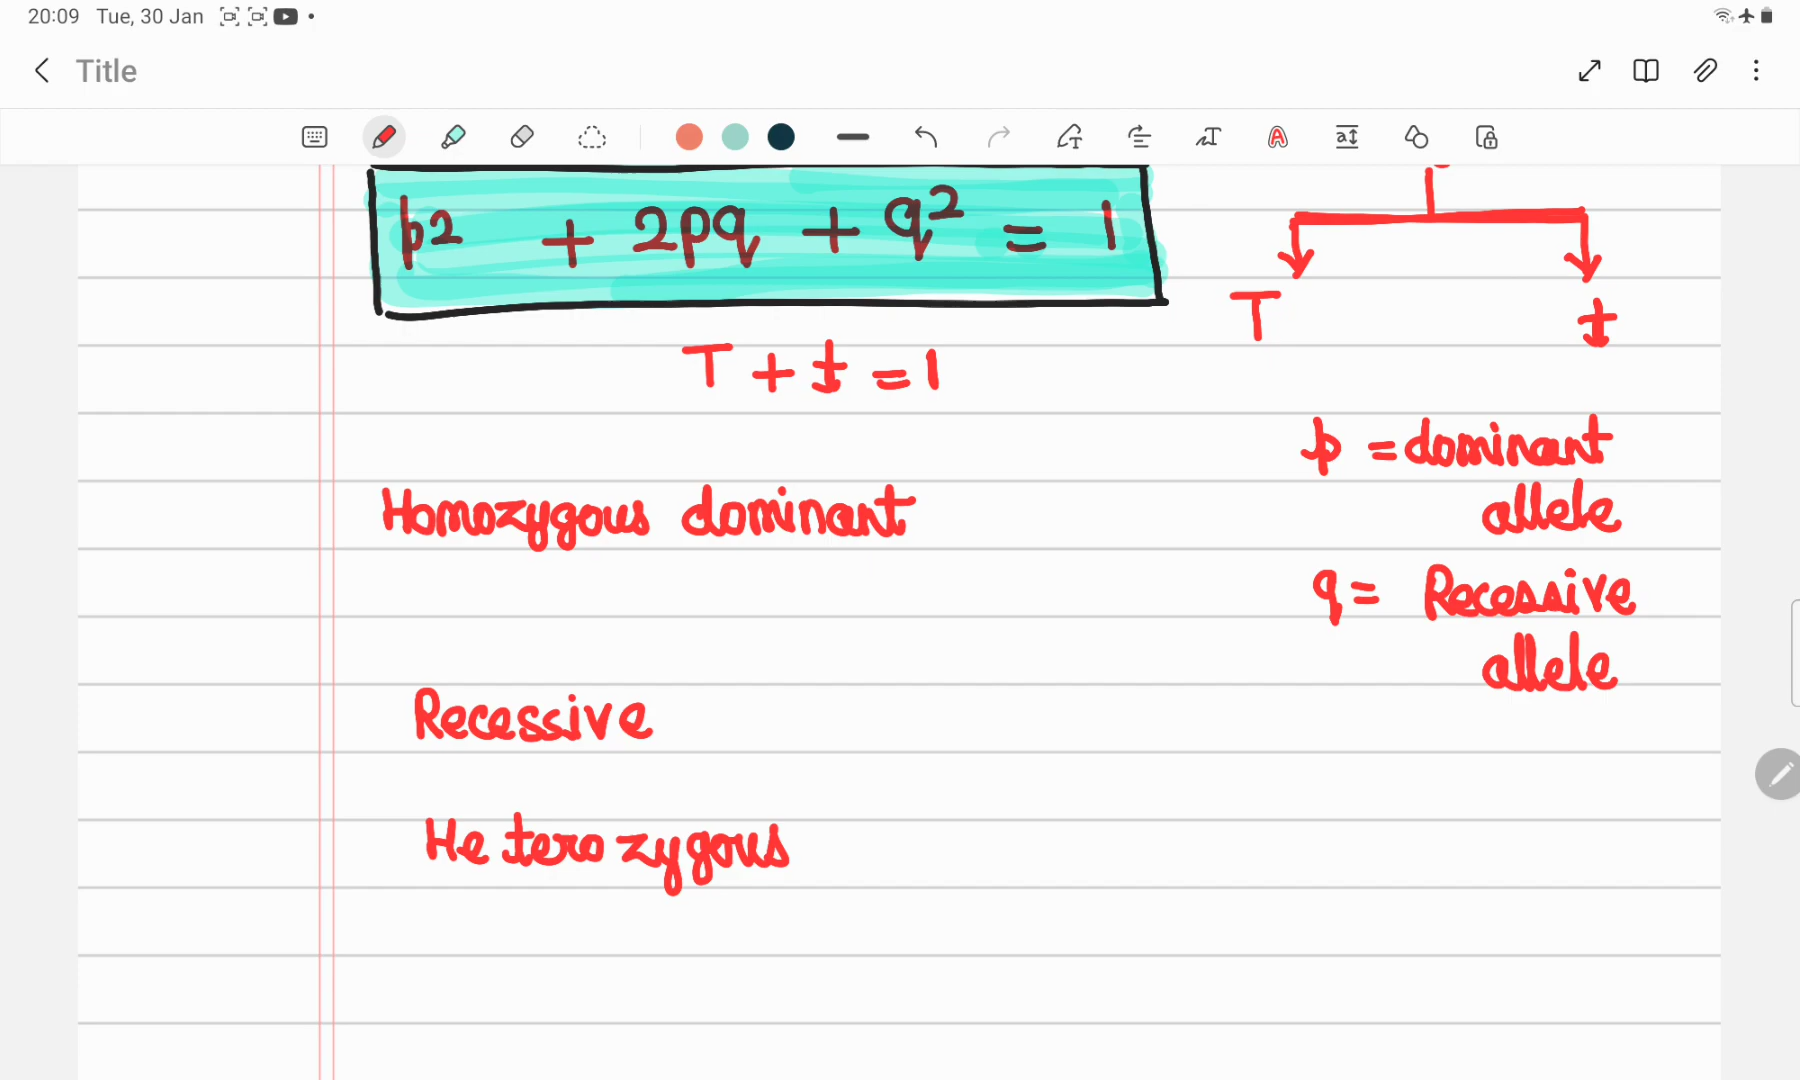 20:09 Tue, 30 Jan
Title
p2 + 2pq + q2 = 1
T t
T + t = 1
p = dominant
allele
Homozygous dominant
q = Recessive
allele
Recessive
Heterozygous